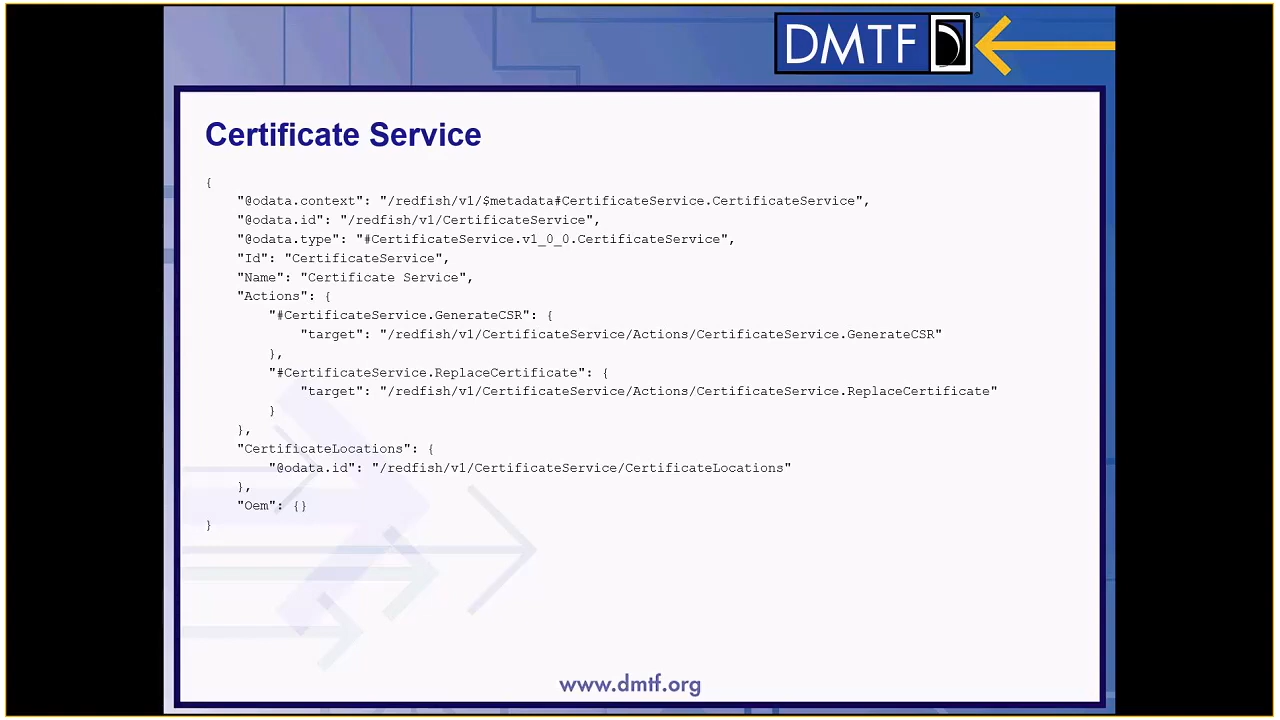 DMTF
Certificate Service
{
    "@odata.context": "/redfish/v1/$metadata#CertificateService.CertificateService",
    "@odata.id": "/redfish/v1/CertificateService",
    "@odata.type": "#CertificateService.v1_0_0.CertificateService",
    "Id": "CertificateService",
    "Name": "Certificate Service",
    "Actions": {
        "#CertificateService.GenerateCSR": {
            "target": "/redfish/v1/CertificateService/Actions/CertificateService.GenerateCSR"
        },
        "#CertificateService.ReplaceCertificate": {
            "target": "/redfish/v1/CertificateService/Actions/CertificateService.ReplaceCertificate"
        }
    },
    "CertificateLocations": {
        "@odata.id": "/redfish/v1/CertificateService/CertificateLocations"
    },
    "Oem": {}
}
www.dmtf.org